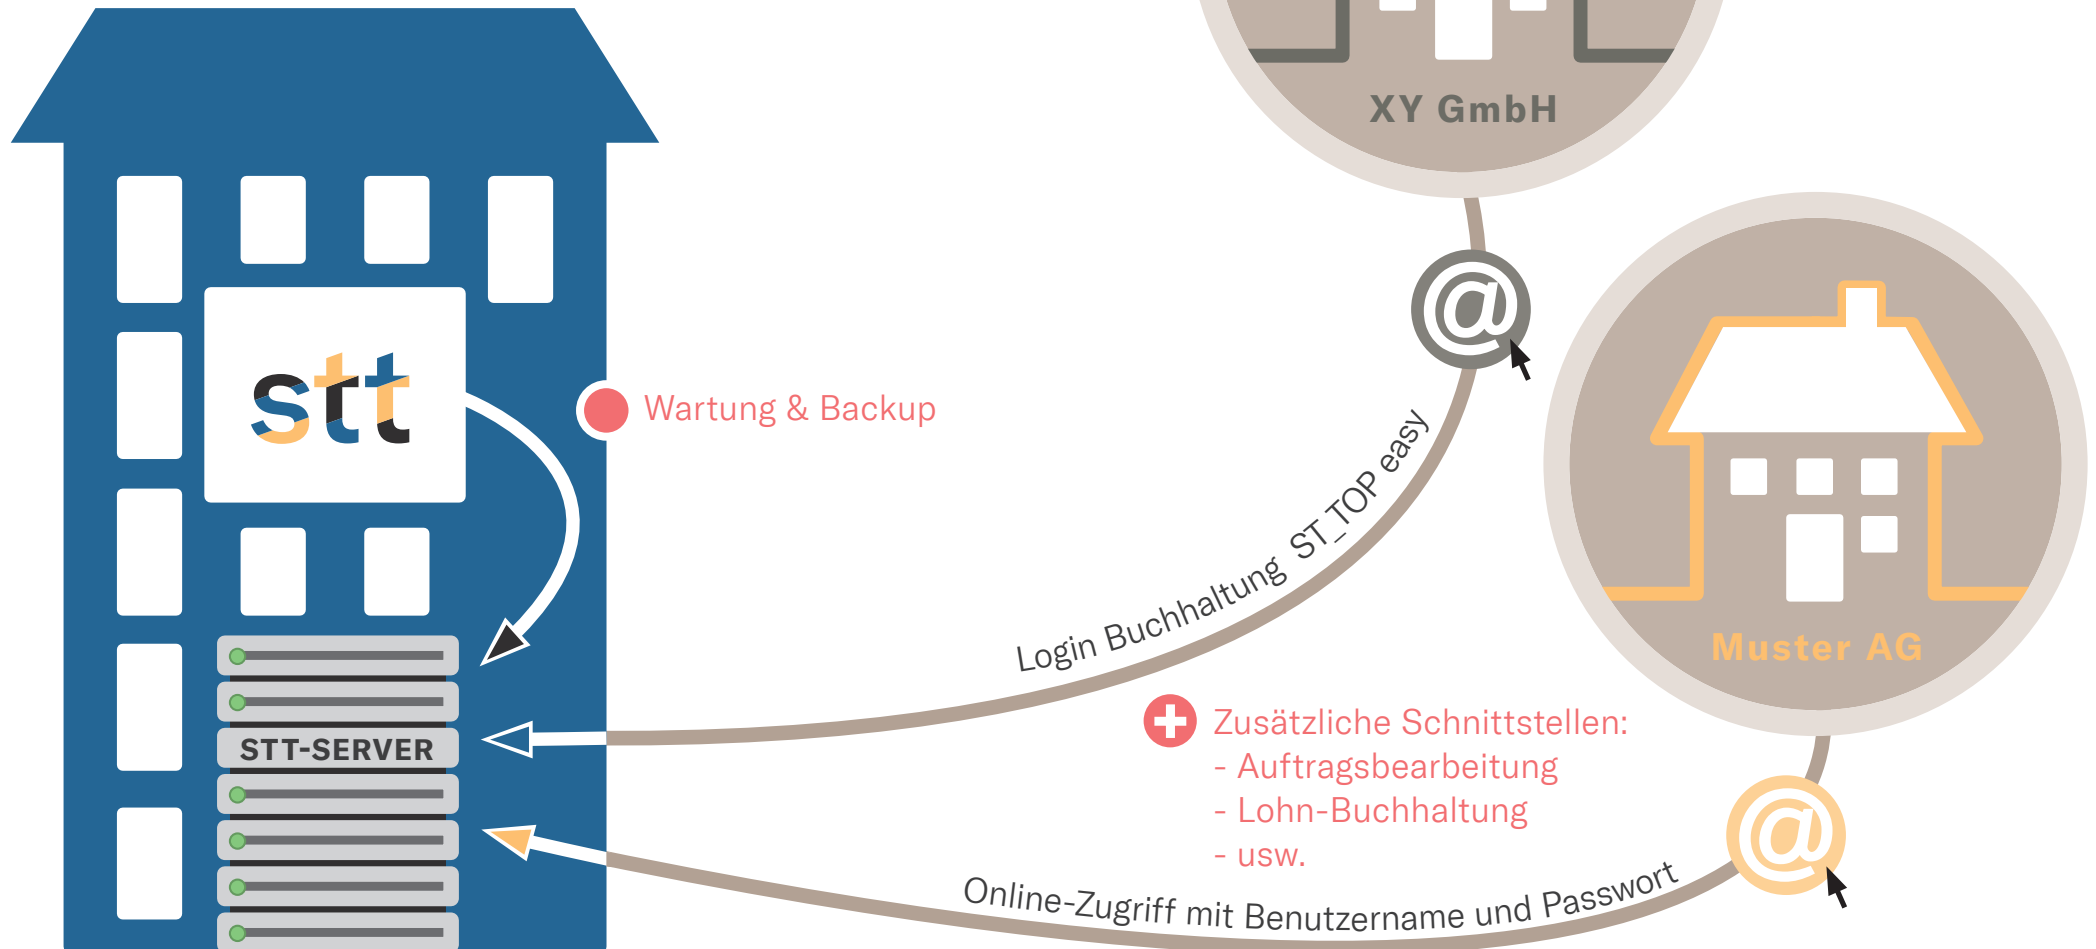 XY GmbH
stt
@
Wartung & Backup
Login Buchhaltung ST_TOP easy
Muster AG
STT-SERVER
Zusätzliche Schnittstellen:
- Auftragsbearbeitung
- Lohn-Buchhaltung
- usw.
@
Online-Zugriff mit Benutzername und Passwort